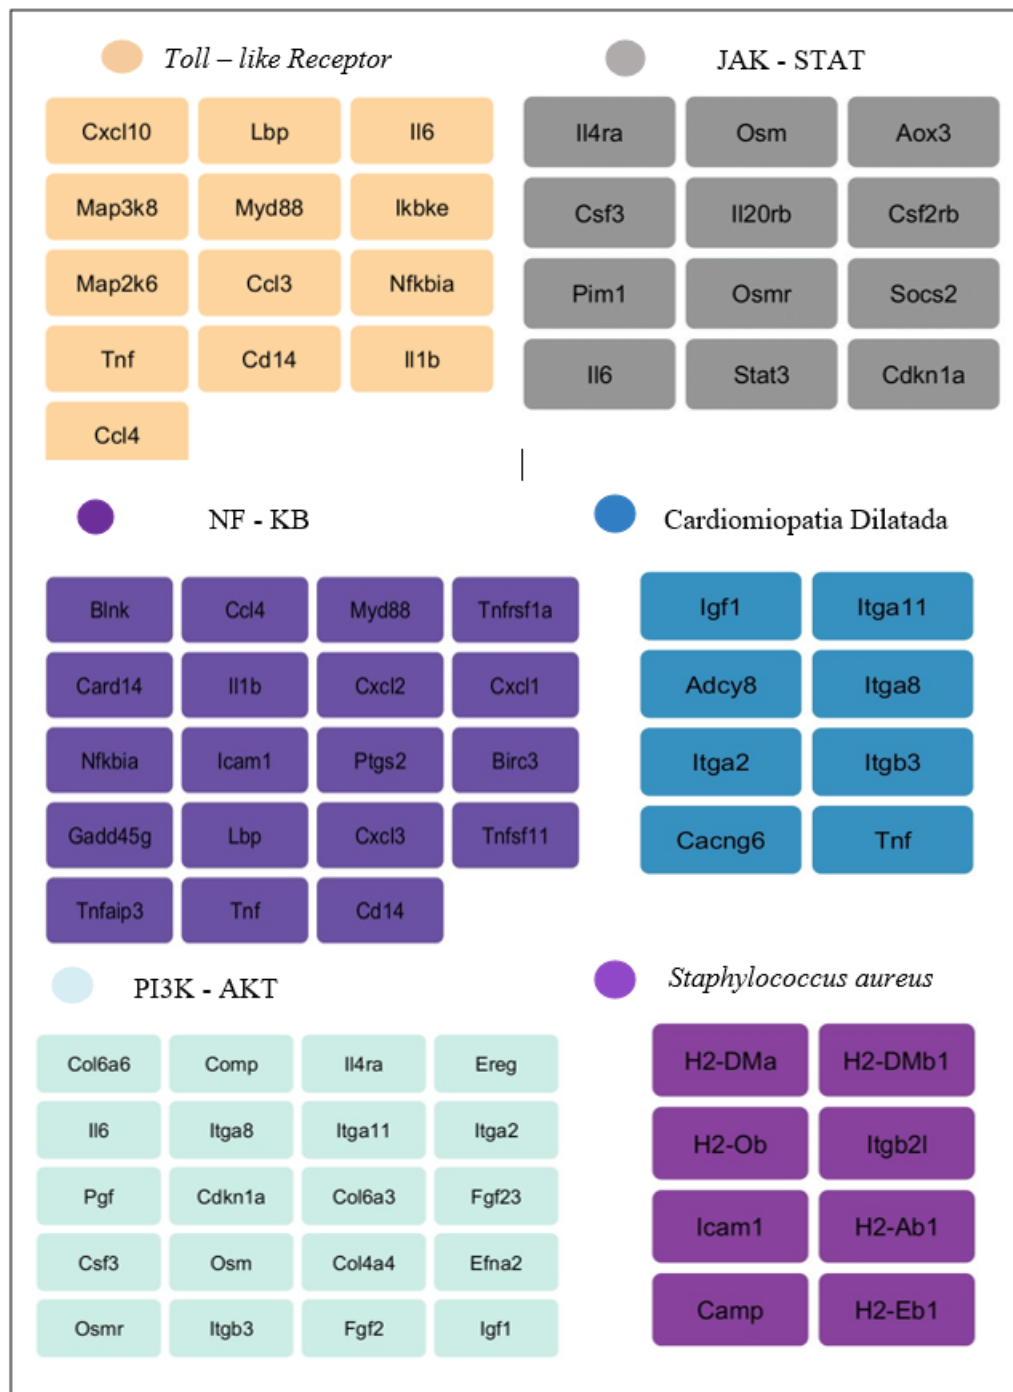 Toll – like Receptor
Cxcl10 Lbp Il6
Map3k8 Myd88 Ikbke
Map2k6 Ccl3 Nfkbia
Tnf Cd14 Il1b
Ccl4
JAK - STAT
Il4ra Osm Aox3
Csf3 Il20rb Csf2rb
Pim1 Osmr Socs2
Il6 Stat3 Cdkn1a
NF - KB
Blnk Ccl4 Myd88 Tnfrsf1a
Card14 Il1b Cxcl2 Cxcl1
Nfkbia Icam1 Ptgs2 Birc3
Gadd45g Lbp Cxcl3 Tnfsf11
Tnfaip3 Tnf Cd14
Cardiomiopatia Dilatada
Igf1 Itga11
Adcy8 Itga8
Itga2 Itgb3
Cacng6 Tnf
PI3K - AKT
Col6a6 Comp Il4ra Ereg
Il6 Itga8 Itga11 Itga2
Pgf Cdkn1a Col6a3 Fgf23
Csf3 Osm Col4a4 Efna2
Osmr Itgb3 Fgf2 Igf1
Staphylococcus aureus
H2-DMa H2-DMb1
H2-Ob Itgb2l
Icam1 H2-Ab1
Camp H2-Eb1